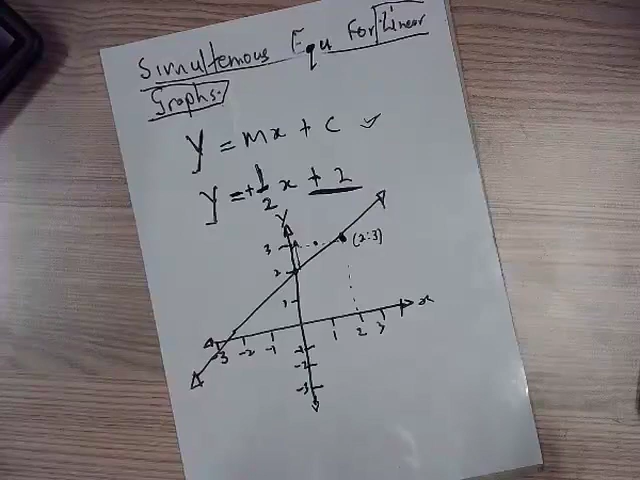 Simultemous Equ For Linear
Graphs.
y = mx + c ✓
y = +1/2 x + 2
y
3
(2:3)
2
1
x
-3 -2 -1 1 2 3
-1
-2
-3